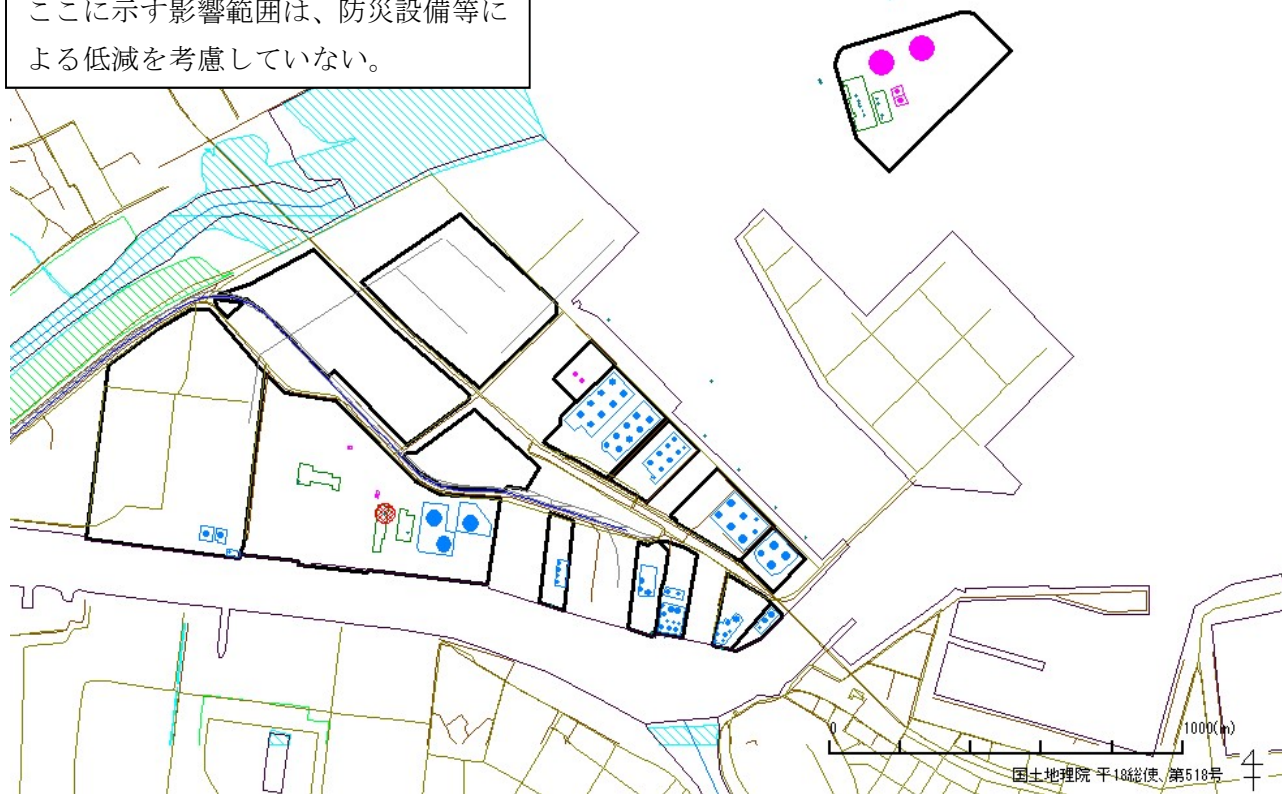 ここに示す影響範囲は、防災設備等に
よる低減を考慮していない。
0 1000(m)
国土地理院 平18総使、第518号